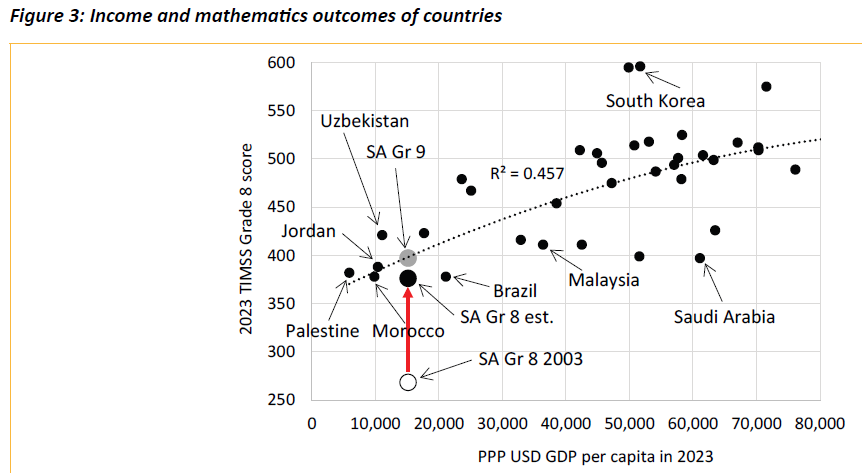 Figure 3: Income and mathematics outcomes of countries
600
550
500
450
400
350
300
250
2023 TIMSS Grade 8 score
South Korea
Uzbekistan
SA Gr 9
R² = 0.457
Jordan
Malaysia
Brazil
Saudi Arabia
SA Gr 8 est.
Palestine
Morocco
SA Gr 8 2003
0 10,000 20,000 30,000 40,000 50,000 60,000 70,000 80,000
PPP USD GDP per capita in 2023